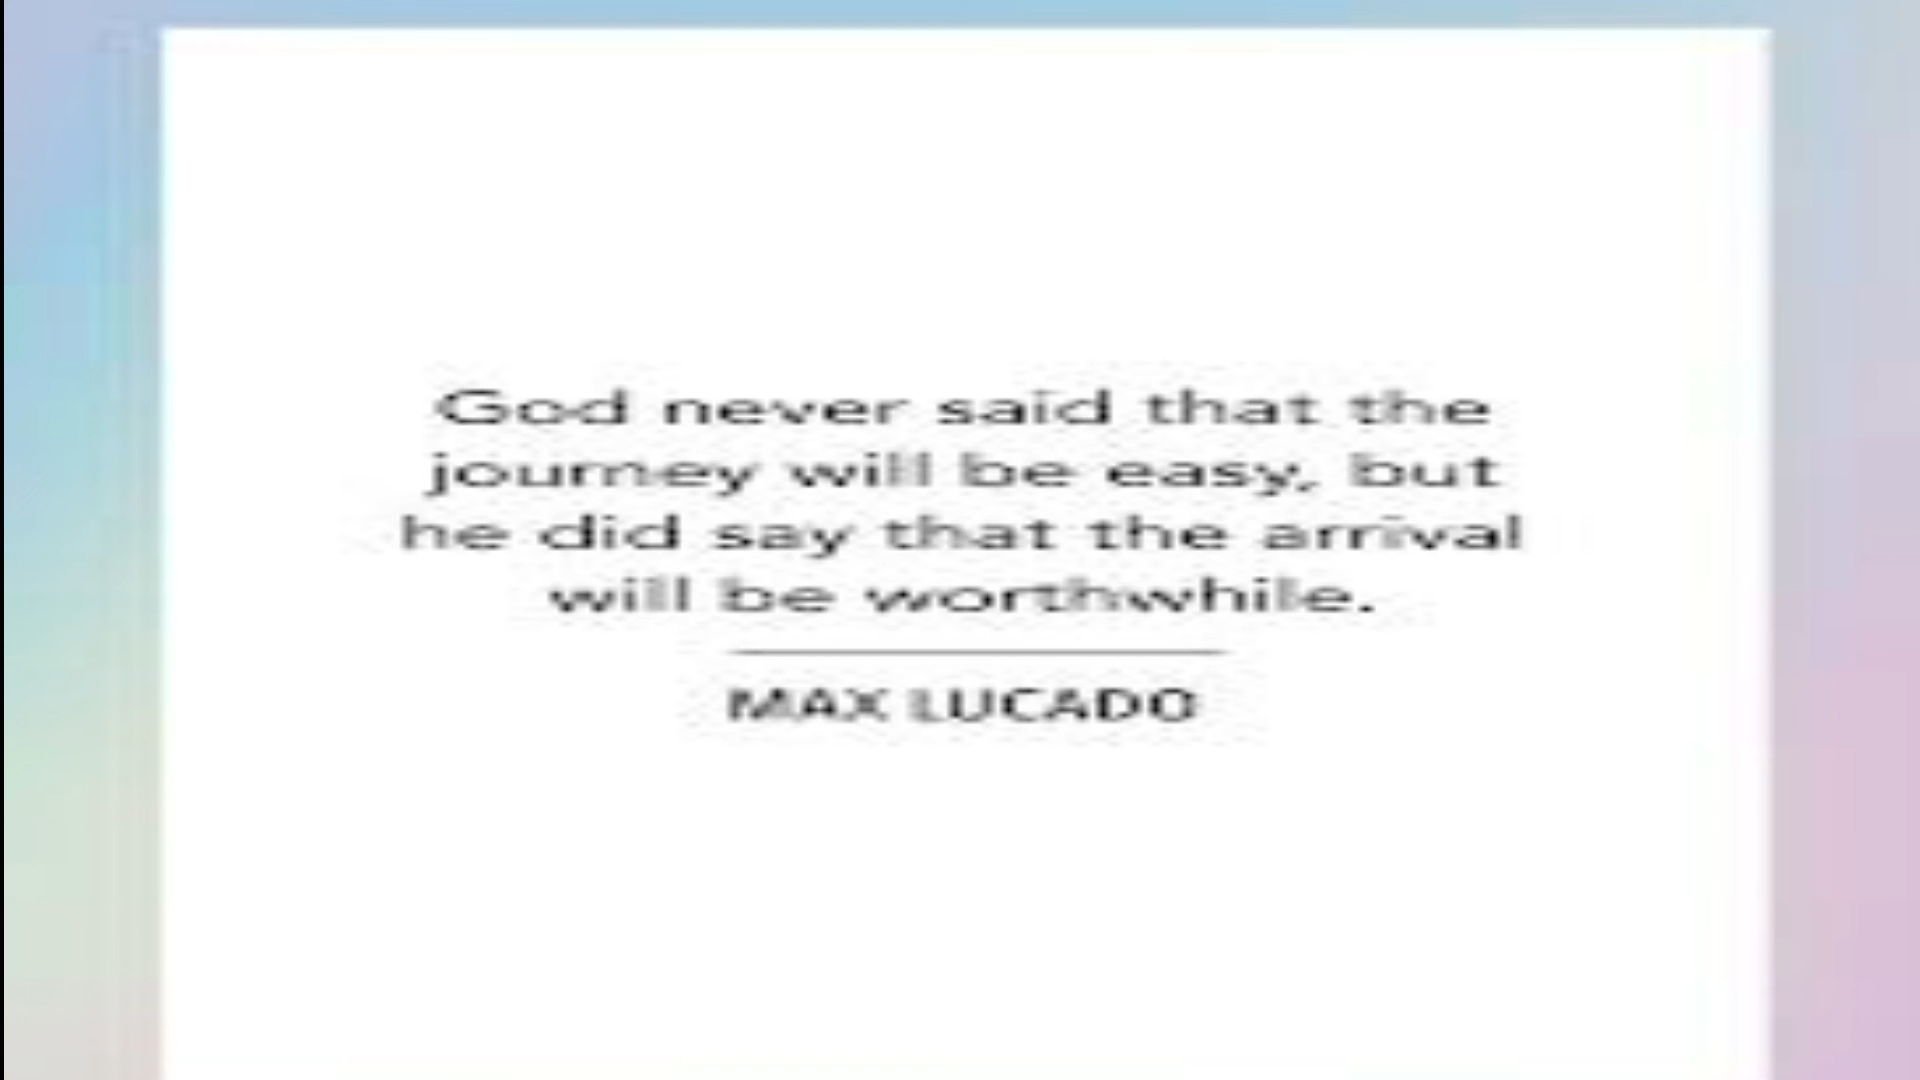 God never said that the
journey will be easy, but
he did say that the arrival
will be worthwhile.
MAX LUCADO